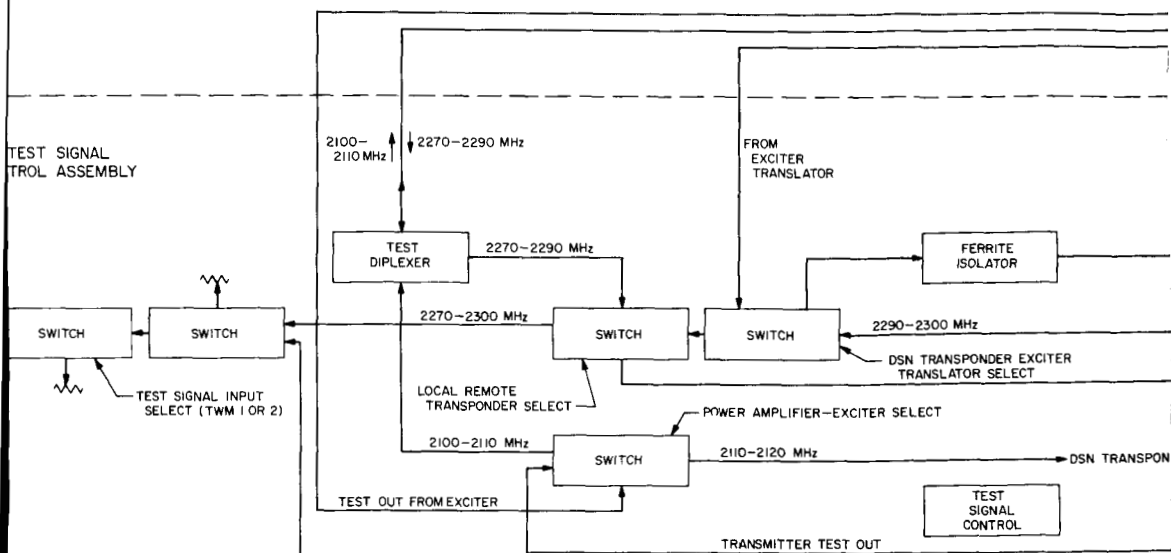 2100–
2110 MHz
2270–2290 MHz
FROM
EXCITER
TRANSLATOR
TEST SIGNAL
TROL ASSEMBLY
TEST
DIPLEXER
2270–2290 MHz
FERRITE
ISOLATOR
SWITCH
SWITCH
2270–2300 MHz
SWITCH
SWITCH
2290–2300 MHz
DSN TRANSPONDER EXCITER
TRANSLATOR SELECT
TEST SIGNAL INPUT
SELECT (TWM 1 OR 2)
LOCAL REMOTE
TRANSPONDER SELECT
POWER AMPLIFIER–EXCITER SELECT
2100–2110 MHz
SWITCH
2110–2120 MHz
DSN TRANSPON
TEST OUT FROM EXCITER
TEST
SIGNAL
CONTROL
TRANSMITTER TEST OUT